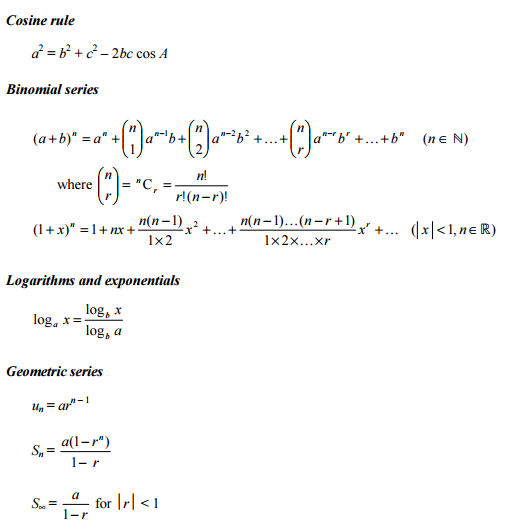 Cosine rule
a² = b² + c² – 2bc cos A
Binomial series
(a+b)ⁿ = aⁿ + (n 1) aⁿ⁻¹b + (n 2) aⁿ⁻²b² + ... + (n r) aⁿ⁻ʳbʳ + ... + bⁿ (n ∈ ℕ)
where (n r) = ⁿCᵣ = n! / r!(n−r)!
(1+x)ⁿ = 1 + nx + n(n−1) / 1×2 x² + ... + n(n−1)...(n−r+1) / 1×2×...×r xʳ + ... (|x| < 1, n ∈ ℝ)
Logarithms and exponentials
logₐ x = log_b x / log_b a
Geometric series
uₙ = arⁿ⁻¹
Sₙ = a(1−rⁿ) / 1−r
S∞ = a / 1−r for |r| < 1